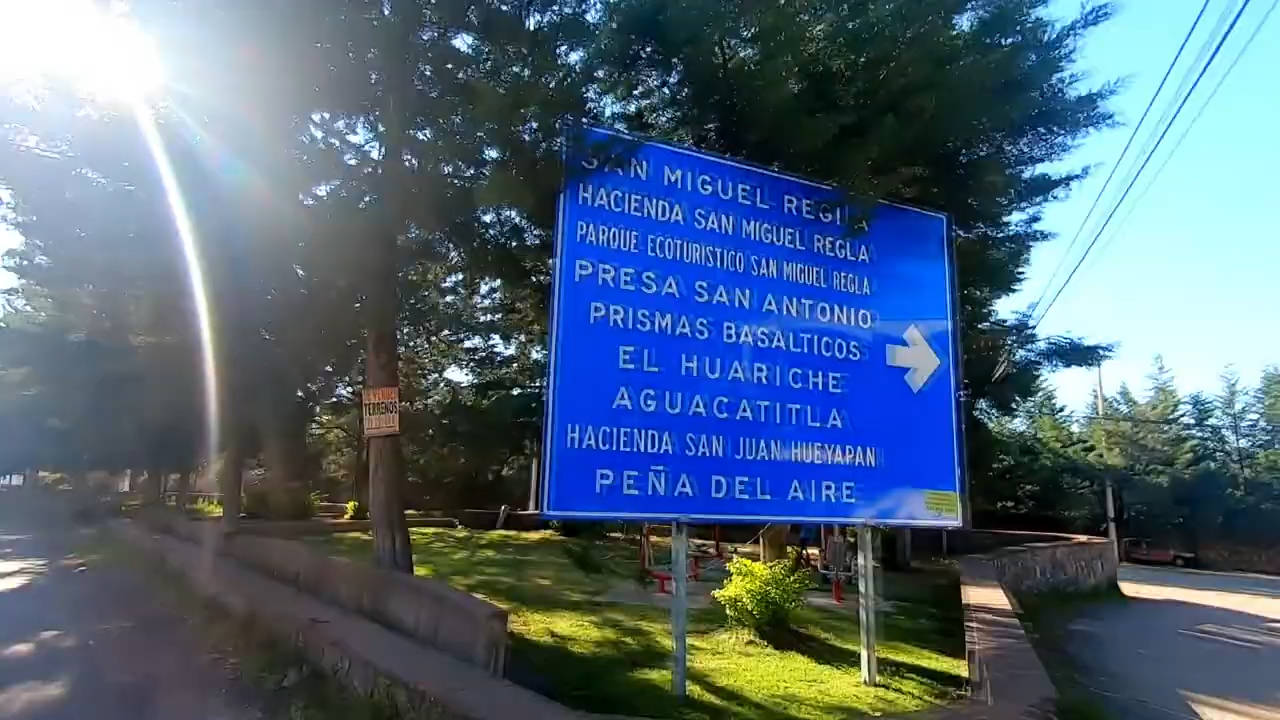 SAN MIGUEL REGLA
HACIENDA SAN MIGUEL REGLA
PARQUE ECOTURISTICO SAN MIGUEL REGLA
PRESA SAN ANTONIO
PRISMAS BASALTICOS
EL HUARICHE
AGUACATITLA
HACIENDA SAN JUAN HUEYAPAN
PEÑA DEL AIRE
TERRENOS